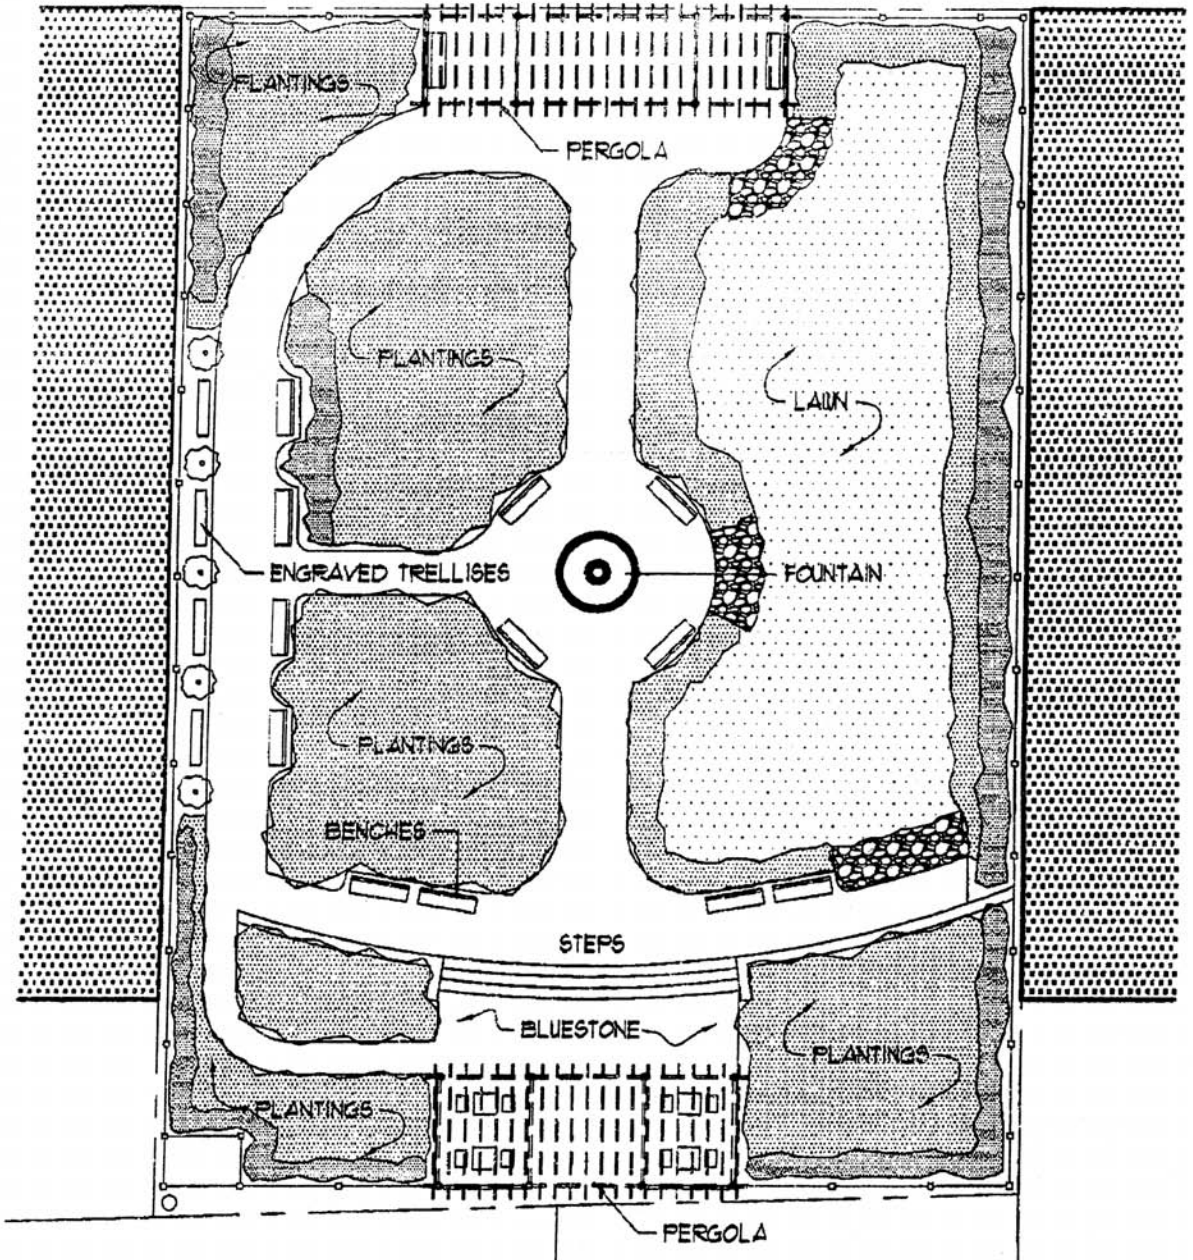 PLANTINGS
PERGOLA
PLANTINGS
LAWN
ENGRAVED TRELLISES
FOUNTAIN
PLANTINGS
BENCHES
STEPS
BLUESTONE
PLANTINGS
PLANTINGS
PERGOLA